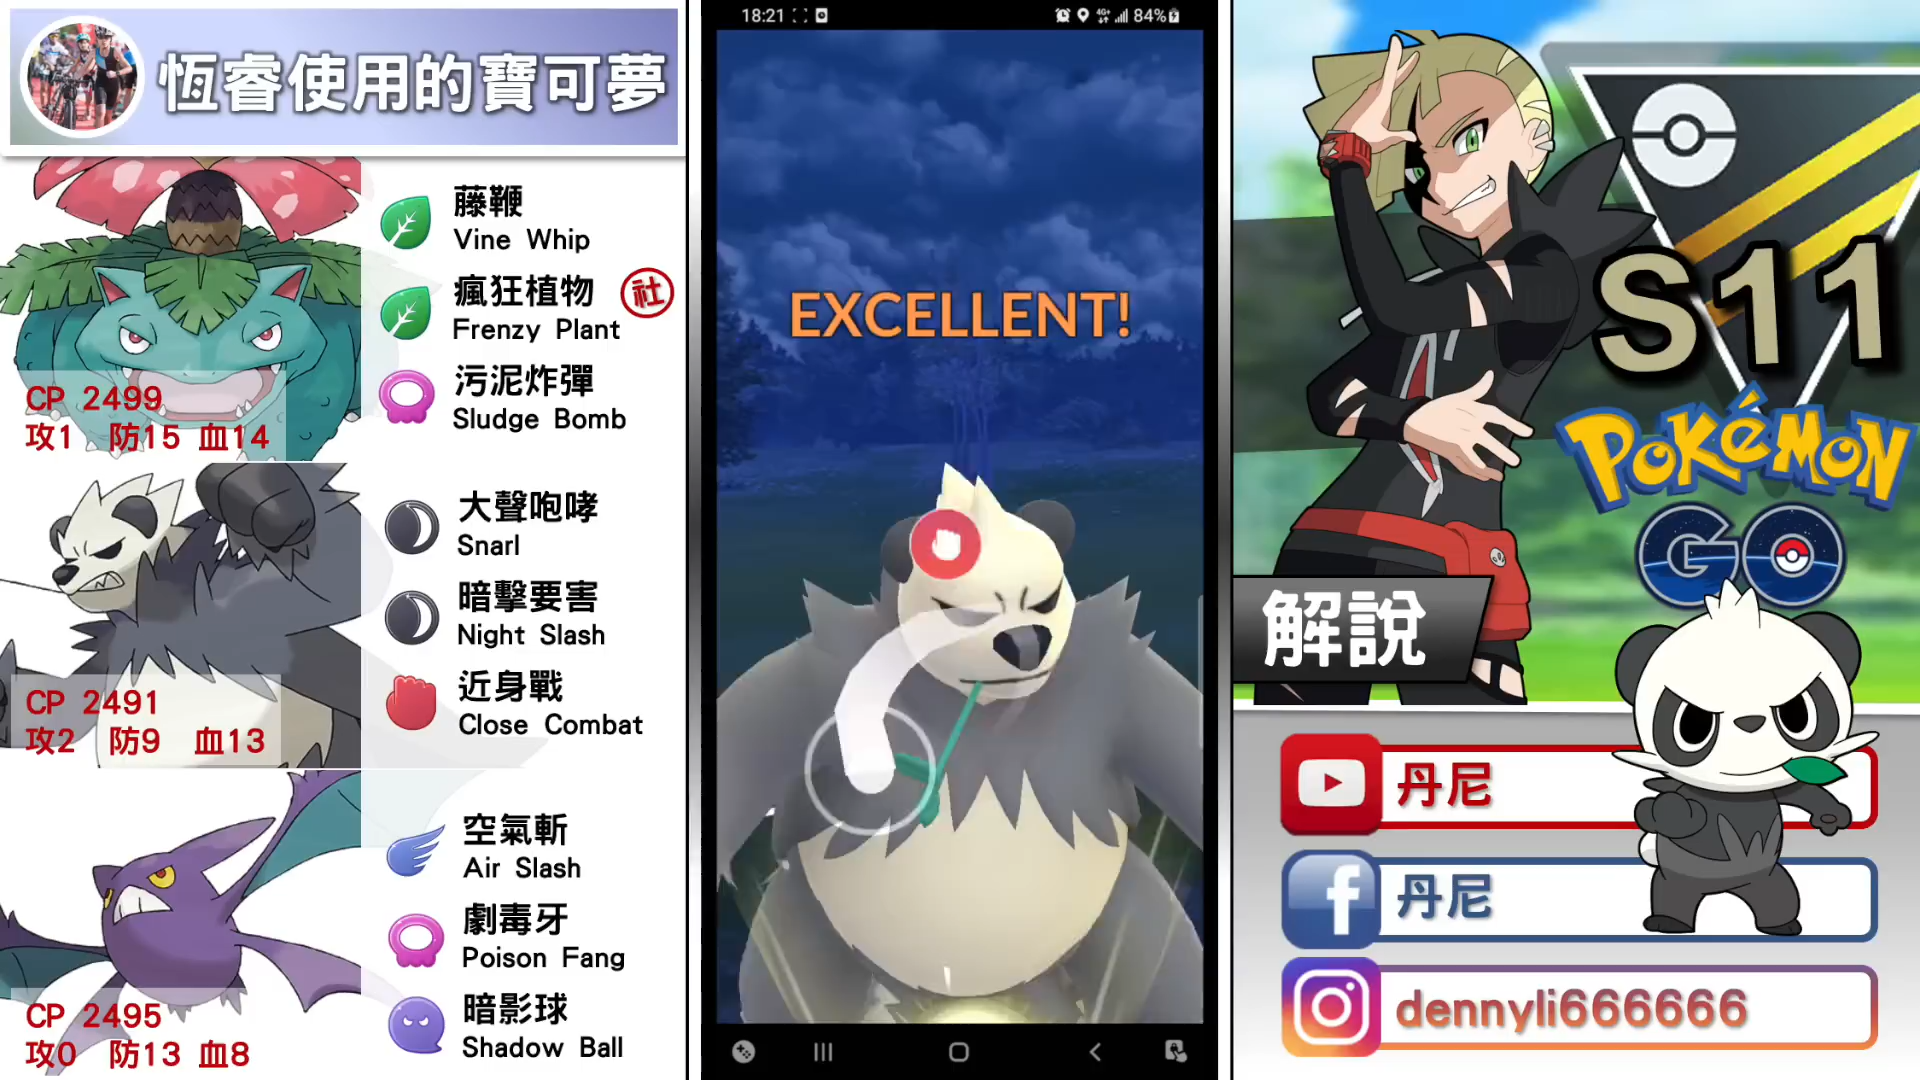 恆睿使用的寶可夢
藤鞭
Vine Whip
瘋狂植物
社
Frenzy Plant
污泥炸彈
Sludge Bomb
CP 2499
攻1 防15 血14
大聲咆哮
Snarl
暗擊要害
Night Slash
近身戰
Close Combat
CP 2491
攻2 防9 血13
空氣斬
Air Slash
劇毒牙
Poison Fang
暗影球
Shadow Ball
CP 2495
攻0 防13 血8
18:21
4G+
84%
EXCELLENT!
S11
POKéMON
GO
解說
丹尼
丹尼
dennyli666666